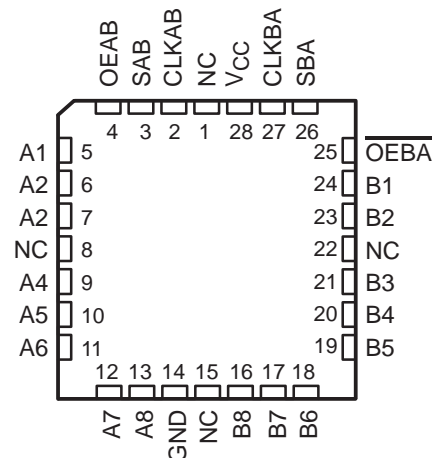 OEAB SAB CLKAB NC VCC CLKBA SBA
4 3 2 1 28 27 26
A1 5 25 OEBA
A2 6 24 B1
A2 7 23 B2
NC 8 22 NC
A4 9 21 B3
A5 10 20 B4
A6 11 19 B5
12 13 14 15 16 17 18
A7 A8 GND NC B8 B7 B6